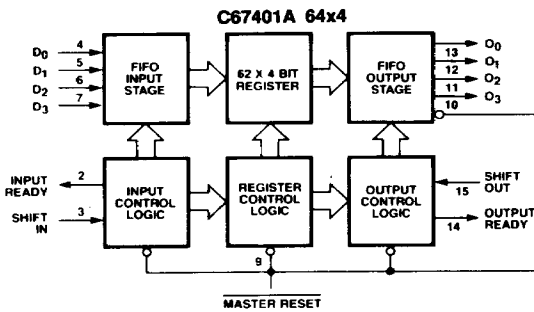 C67401A 64x4
D0
4
D1
5
D2
6
D3
7
FIFO
INPUT
STAGE
62 X 4 BIT
REGISTER
FIFO
OUTPUT
STAGE
O0
13
O1
12
O2
11
O3
10
INPUT
READY
2
SHIFT
IN
3
INPUT
CONTROL
LOGIC
REGISTER
CONTROL
LOGIC
OUTPUT
CONTROL
LOGIC
SHIFT
OUT
15
OUTPUT
READY
14
9
MASTER RESET